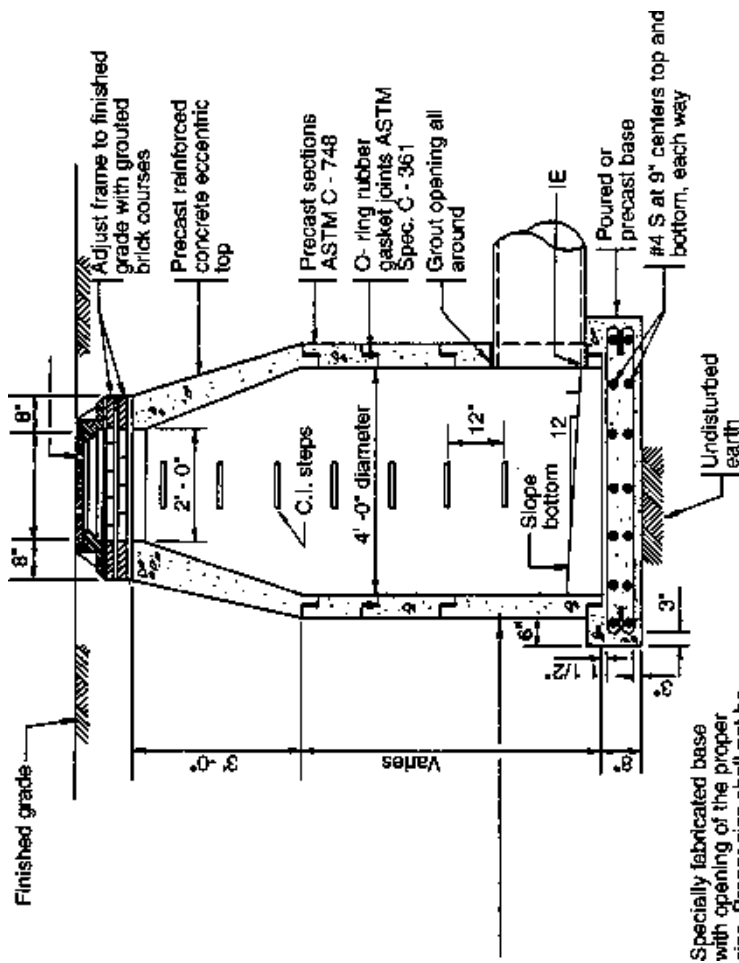 Finished grade
8"
8"
Adjust frame to finished
grade with grouted
brick courses
Precast reinforced
concrete eccentric
top
2' - 0"
3' -0"
C.I. steps
Precast sections
ASTM C - 748
O- ring rubber
gasket joints ASTM
Spec. C - 361
4' -0" diameter
12"
Grout opening all
around
Varies
Slope
bottom
12
IE
6"
Poured or
precast base
1/2"
3"
3"
8"
#4 S at 9" centers top and
bottom, each way
Undisturbed
earth
Specially fabricated base
with opening of the proper